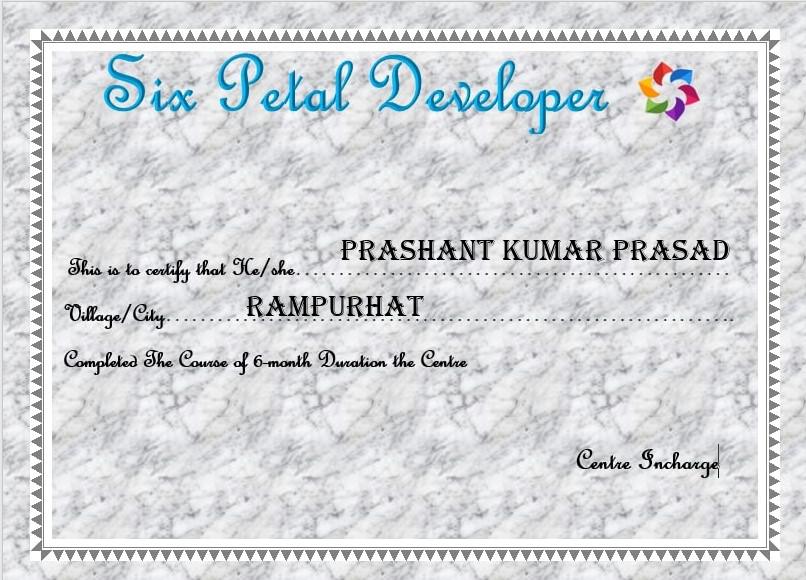 Six Petal Developer
This is to certify that He/she.......................................................... PRASHANT KUMAR PRASAD
Village/City........................................................................ RAMPURHAT
Completed The Course of 6-month Duration the Centre
Centre Incharge